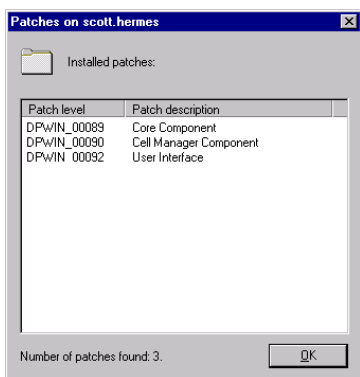 Patches on scott.hermes
Installed patches:
Patch level Patch description
DPWIN_00089 Core Component
DPWIN_00090 Cell Manager Component
DPWIN_00092 User Interface
Number of patches found: 3.
OK